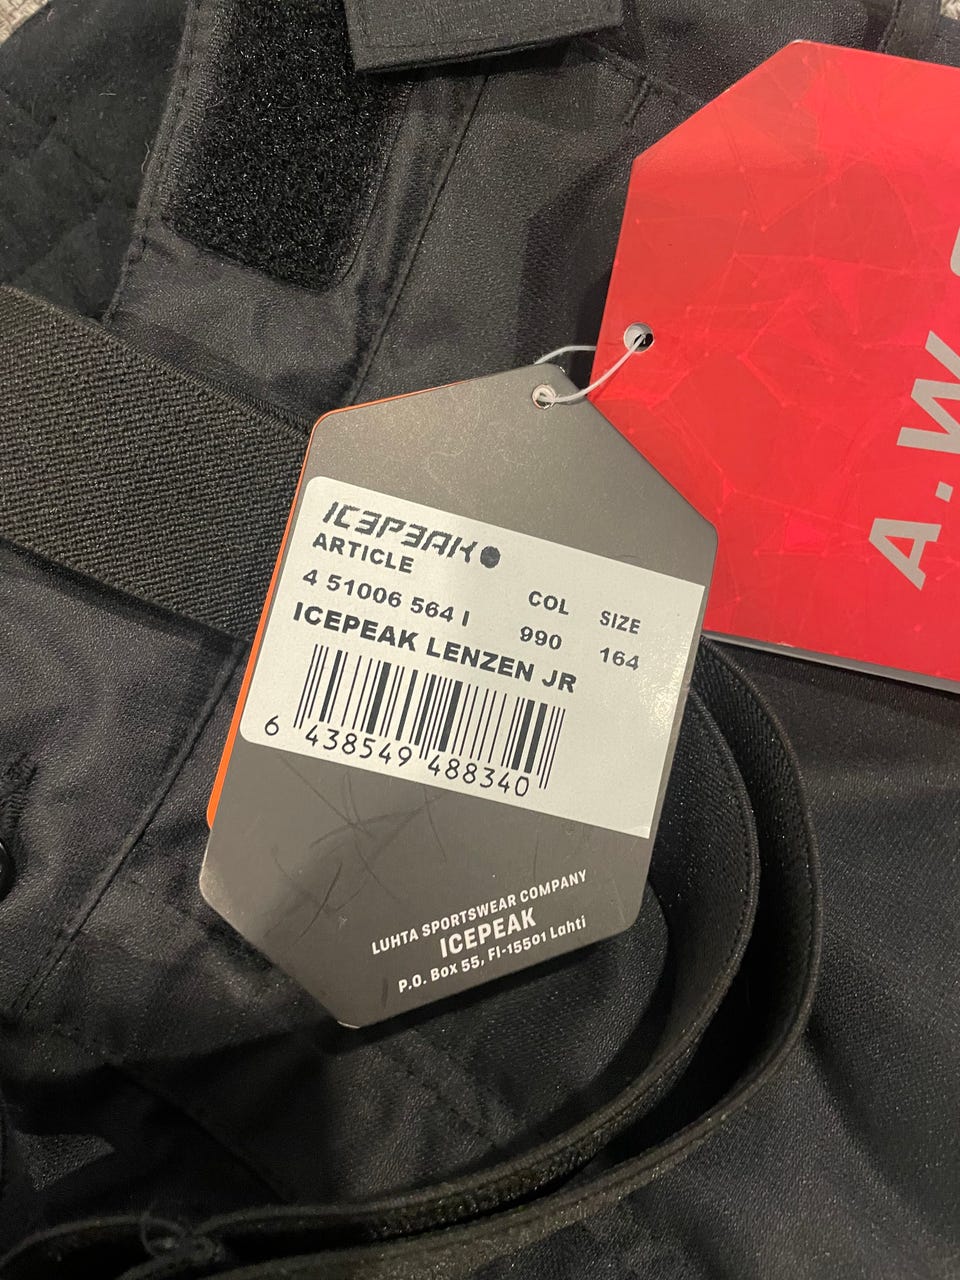 ICEPEAK
ARTICLE COL SIZE
4 51006 564 I 990 164
ICEPEAK LENZEN JR
6 438549 488340
LUHTA SPORTSWEAR COMPANY
ICEPEAK
P.O. Box 55, FI-15501 Lahti
A.W.